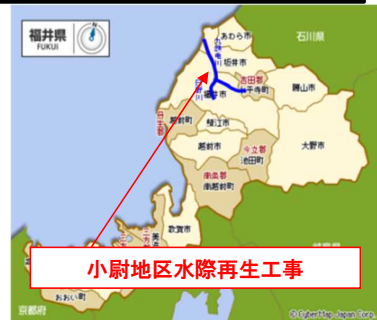 福井県
FUKUI
石川県
あわら市
坂井市
吉田郡
永平寺町
勝山市
福井市
丹生郡
越前町
鯖江市
大野市
越前市
今立郡
池田町
南条郡
南越前町
敦賀市
小尉地区水際再生工事
おおい町
京都府
© CyberMap Japan Corp.